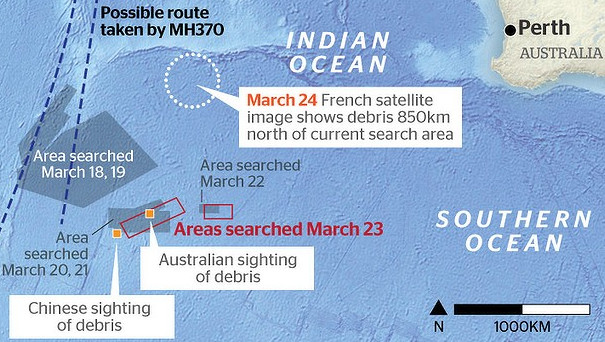 Possible route
taken by MH370
INDIAN
OCEAN
Perth
AUSTRALIA
March 24 French satellite
image shows debris 850km
north of current search area
Area searched
March 18, 19
Area searched
March 22
Areas searched March 23
Area
searched
March 20, 21
Australian sighting
of debris
Chinese sighting
of debris
SOUTHERN
OCEAN
N
1000KM